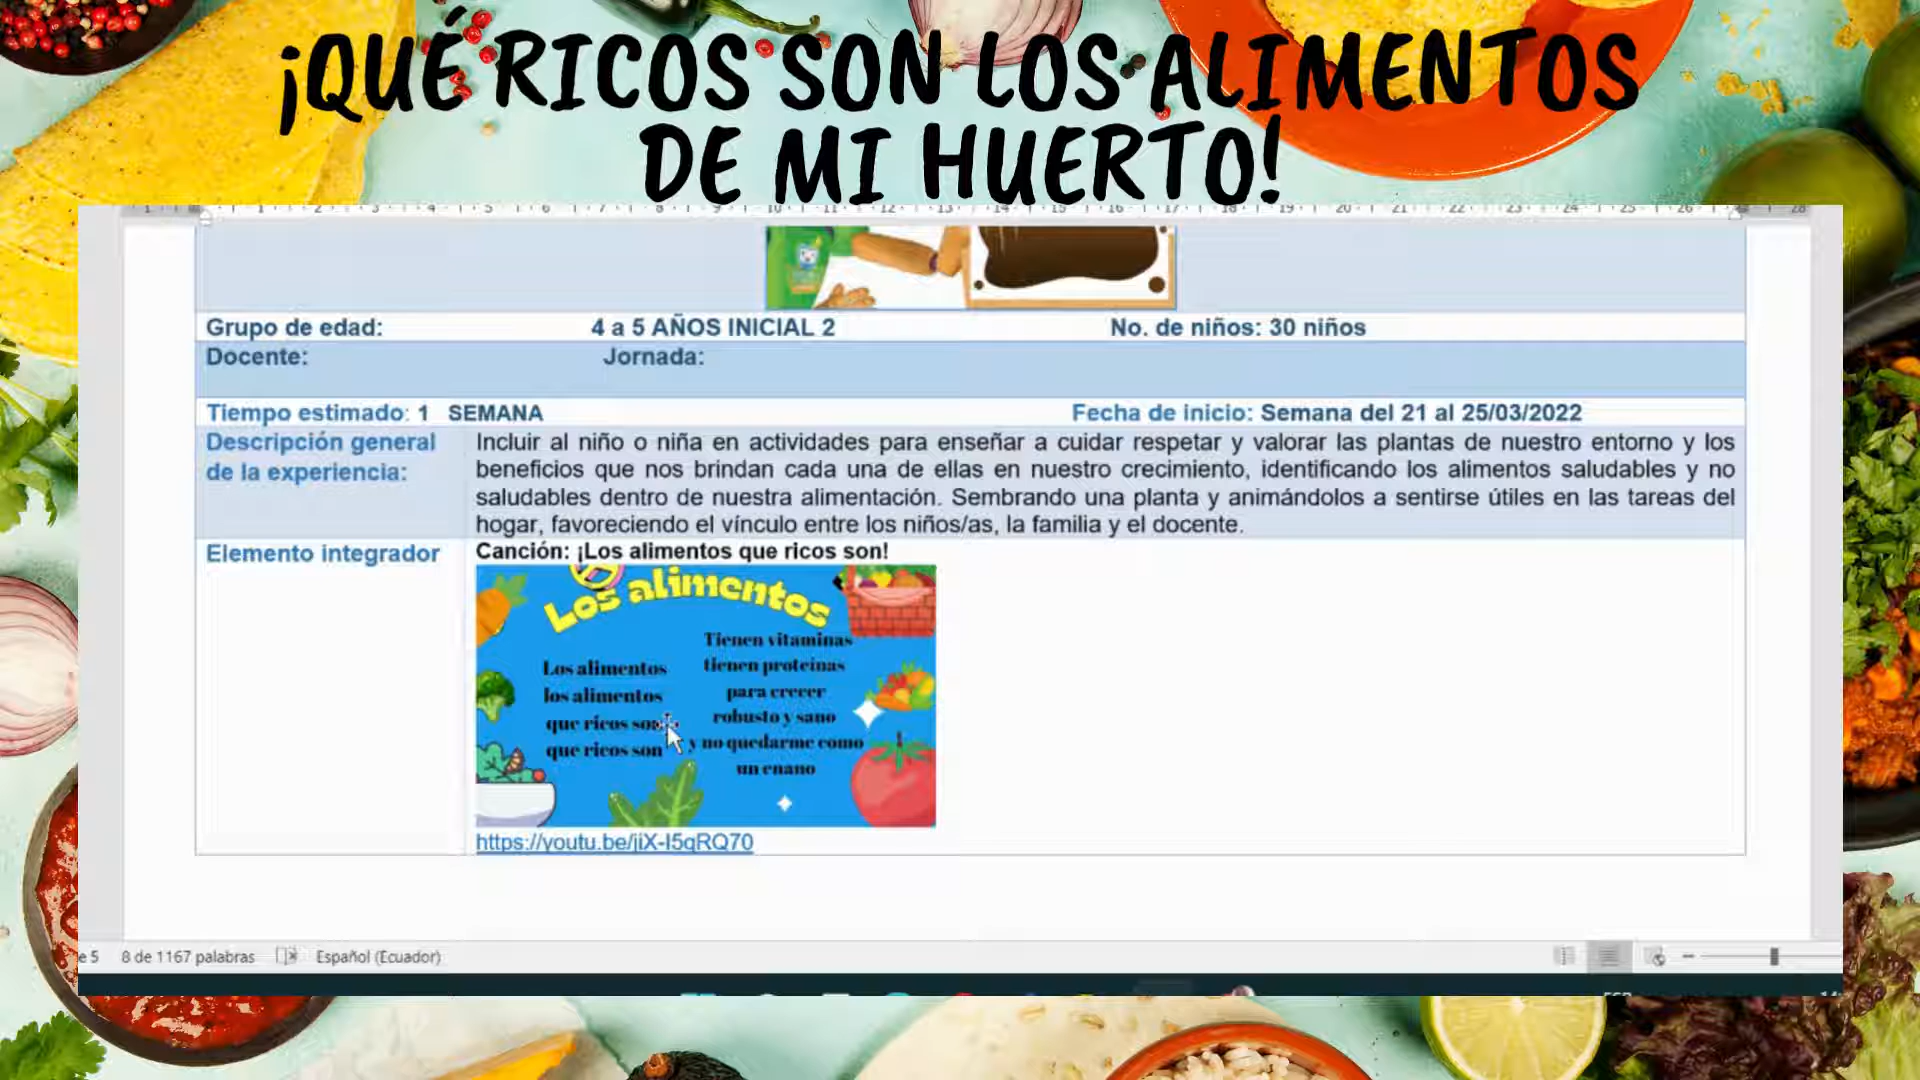 ¡QUÉ RICOS SON LOS ALIMENTOS
DE MI HUERTO!
Grupo de edad: 4 a 5 AÑOS INICIAL 2 No. de niños: 30 niños
Docente: Jornada:
Tiempo estimado: 1 SEMANA Fecha de inicio: Semana del 21 al 25/03/2022
Descripción general
de la experiencia:
Incluir al niño o niña en actividades para enseñar a cuidar respetar y valorar las plantas de nuestro entorno y los
beneficios que nos brindan cada una de ellas en nuestro crecimiento, identificando los alimentos saludables y no
saludables dentro de nuestra alimentación. Sembrando una planta y animándolos a sentirse útiles en las tareas del
hogar, favoreciendo el vínculo entre los niños/as, la familia y el docente.
Elemento integrador
Canción: ¡Los alimentos que ricos son!
Los alimentos
Los alimentos
los alimentos
que ricos son
que ricos son
Tienen vitaminas
tienen proteinas
para crecer
robusto y sano
y no quedarme como
un enano
https://youtu.be/jiX-I5qRQ70
e 5 8 de 1167 palabras Español (Ecuador)